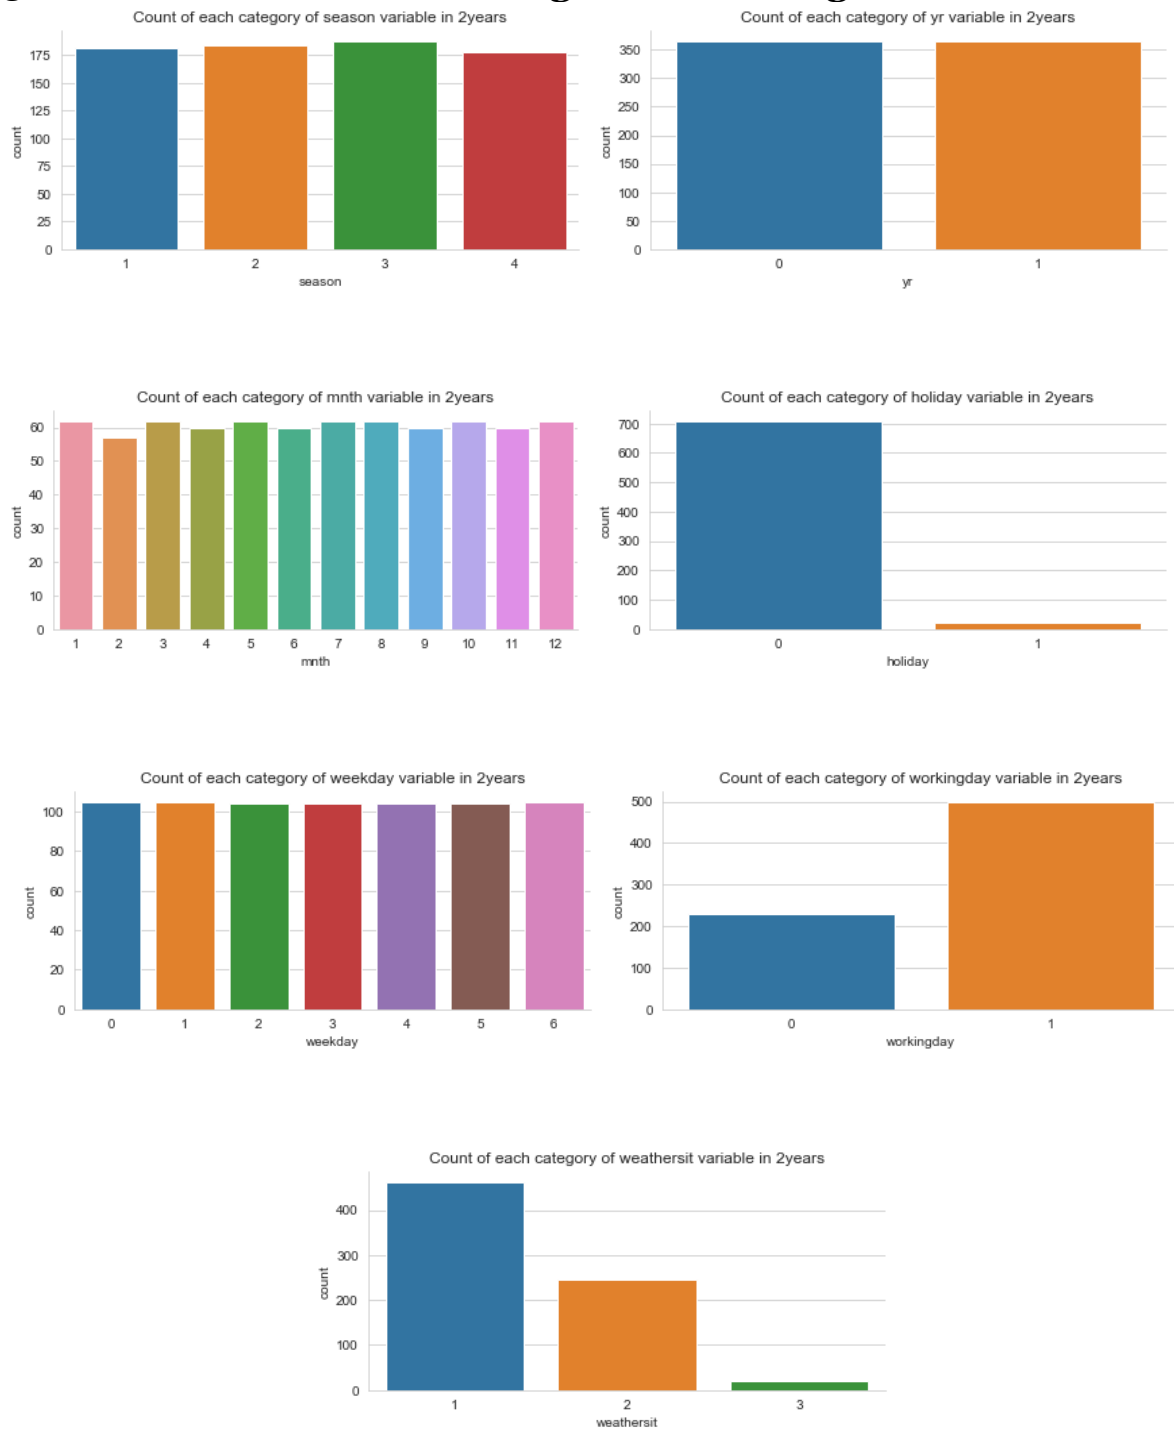 Count of each category of season variable in 2years
175
150
125
100
75
50
25
0
count
1 2 3 4
season
Count of each category of yr variable in 2years
350
300
250
200
150
100
50
0
count
0 1
yr
Count of each category of mnth variable in 2years
60
50
40
30
20
10
0
count
1 2 3 4 5 6 7 8 9 10 11 12
mnth
Count of each category of holiday variable in 2years
700
600
500
400
300
200
100
0
count
0 1
holiday
Count of each category of weekday variable in 2years
100
80
60
40
20
0
count
0 1 2 3 4 5 6
weekday
Count of each category of workingday variable in 2years
500
400
300
200
100
0
count
0 1
workingday
Count of each category of weathersit variable in 2years
400
300
200
100
0
count
1 2 3
weathersit